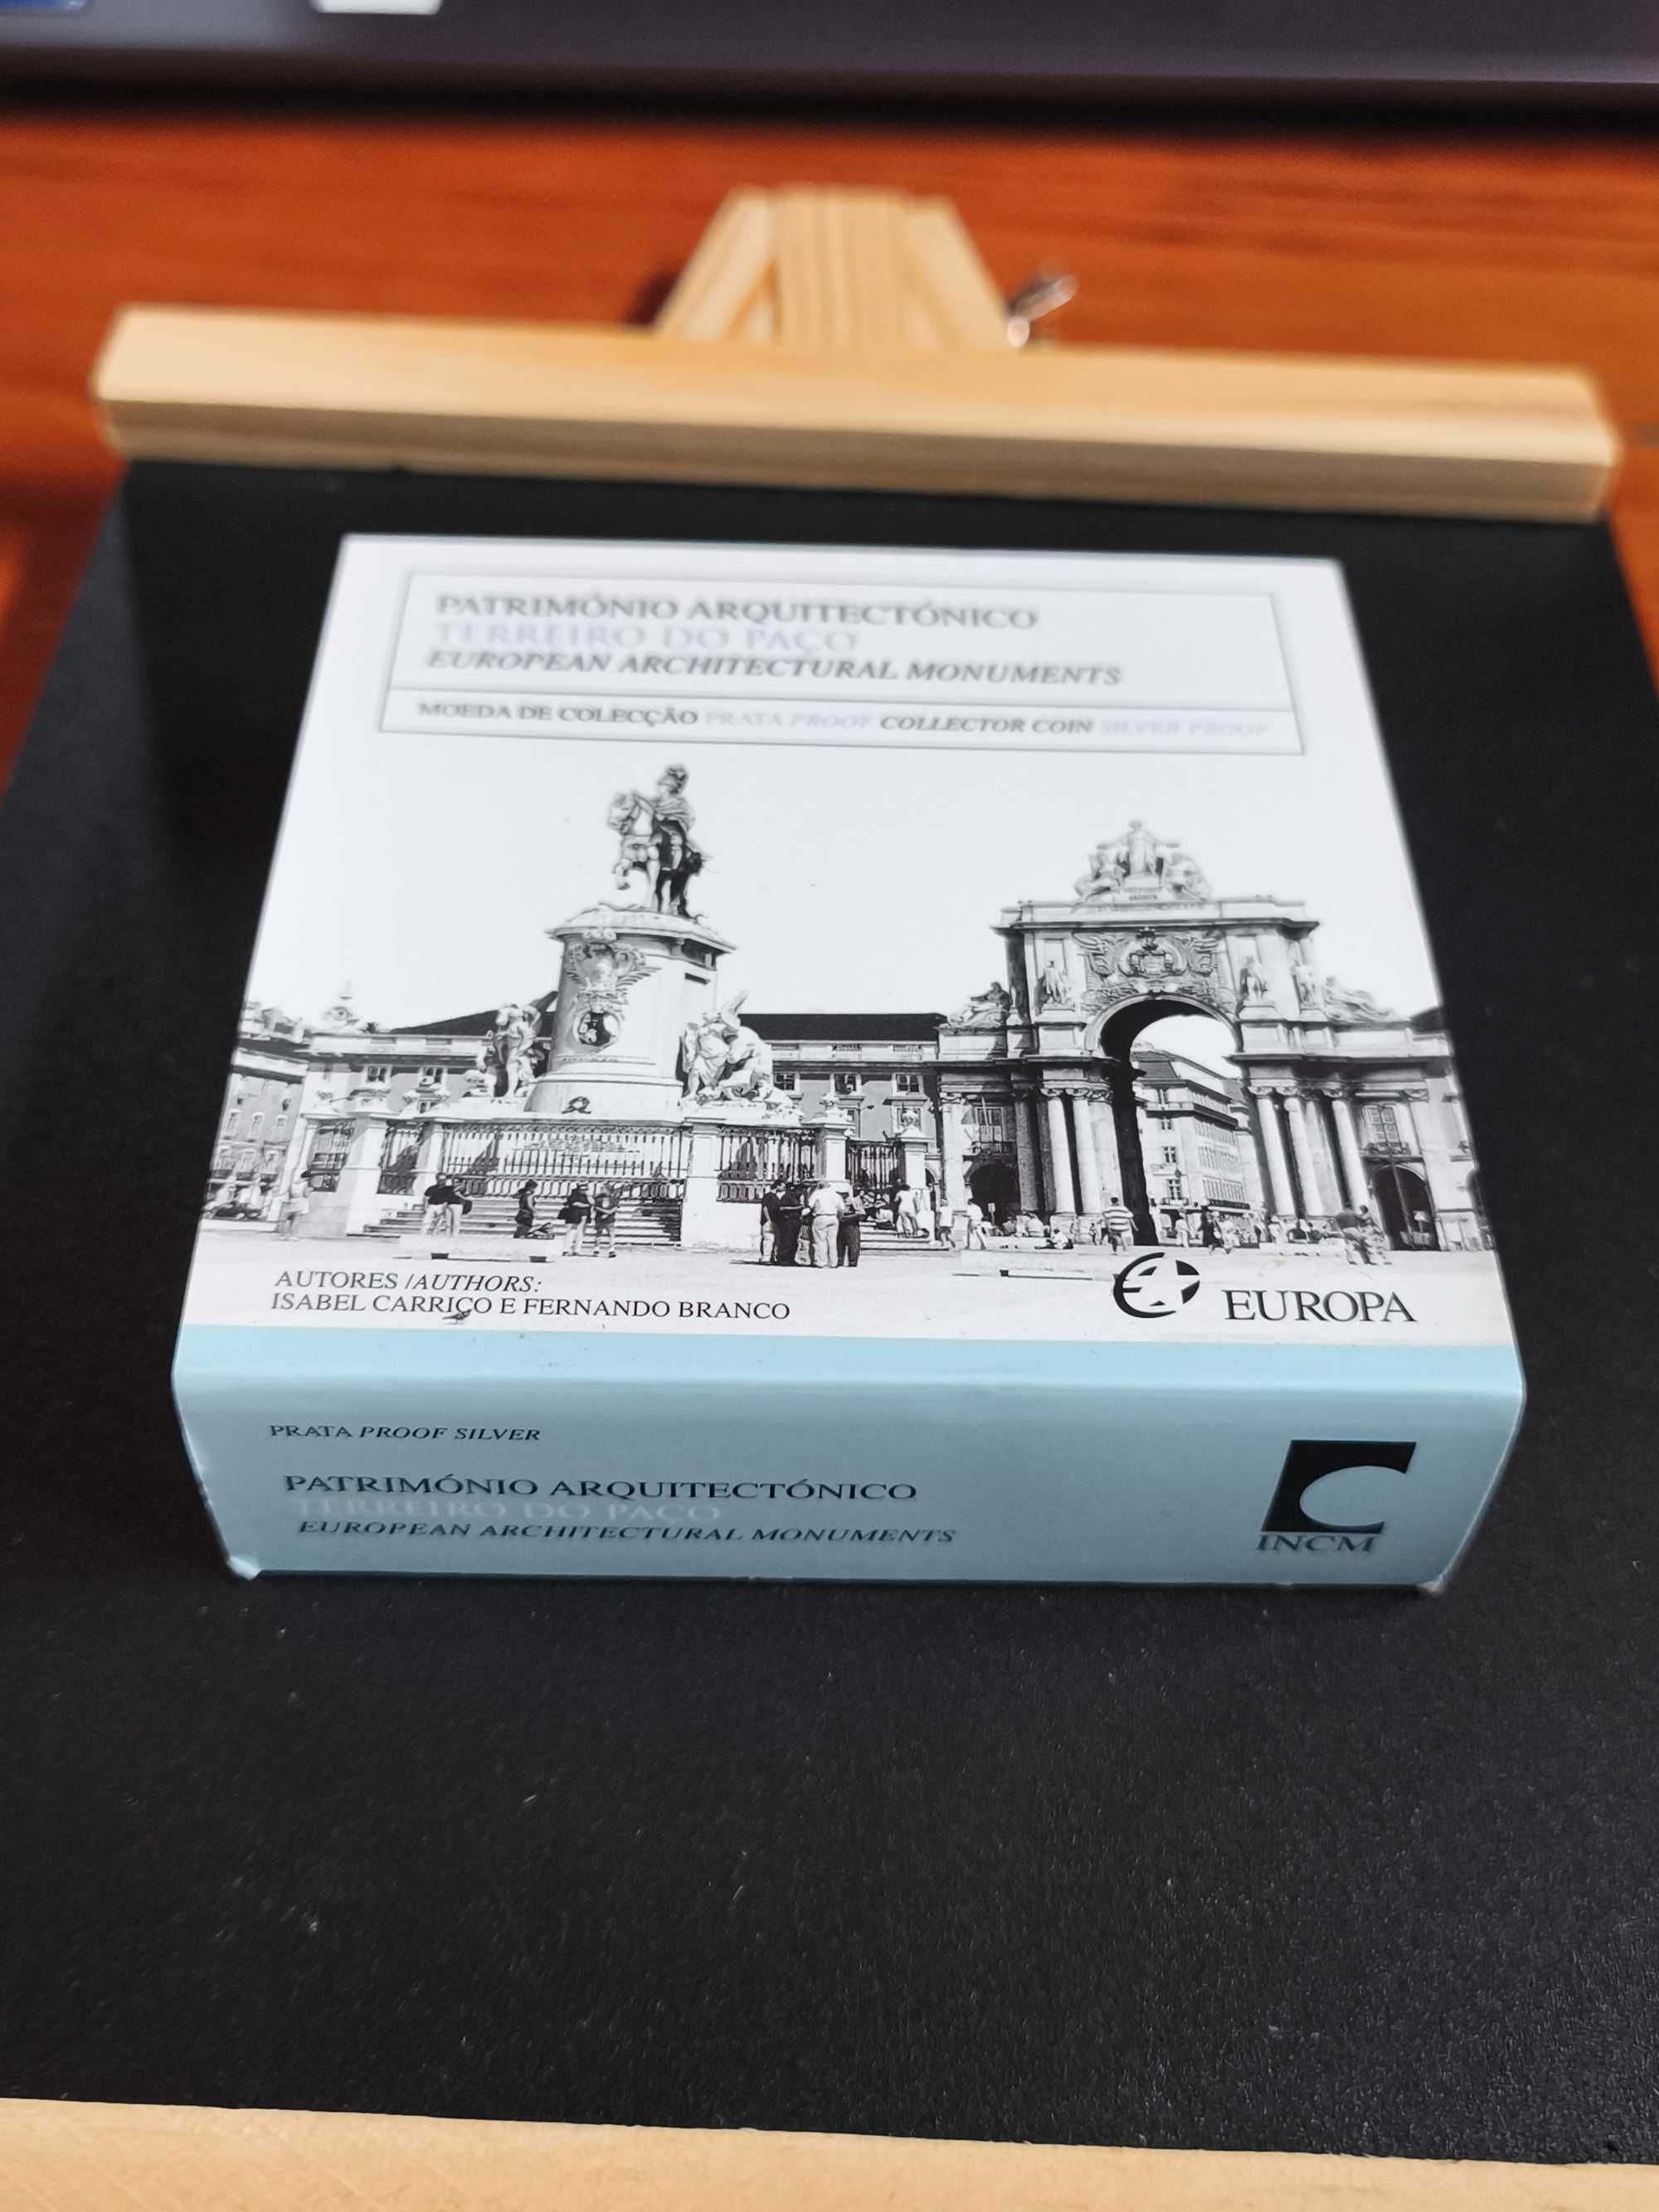 PATRIMÓNIO ARQUITECTÓNICO
TERREIRO DO PAÇO
EUROPEAN ARCHITECTURAL MONUMENTS
MOEDA DE COLECÇÃO PRATA PROOF COLLECTOR COIN SILVER PROOF
AUTORES /AUTHORS:
ISABEL CARRIÇO E FERNANDO BRANCO
EUROPA
PRATA PROOF SILVER
PATRIMÓNIO ARQUITECTÓNICO
TERREIRO DO PAÇO
EUROPEAN ARCHITECTURAL MONUMENTS
INCM